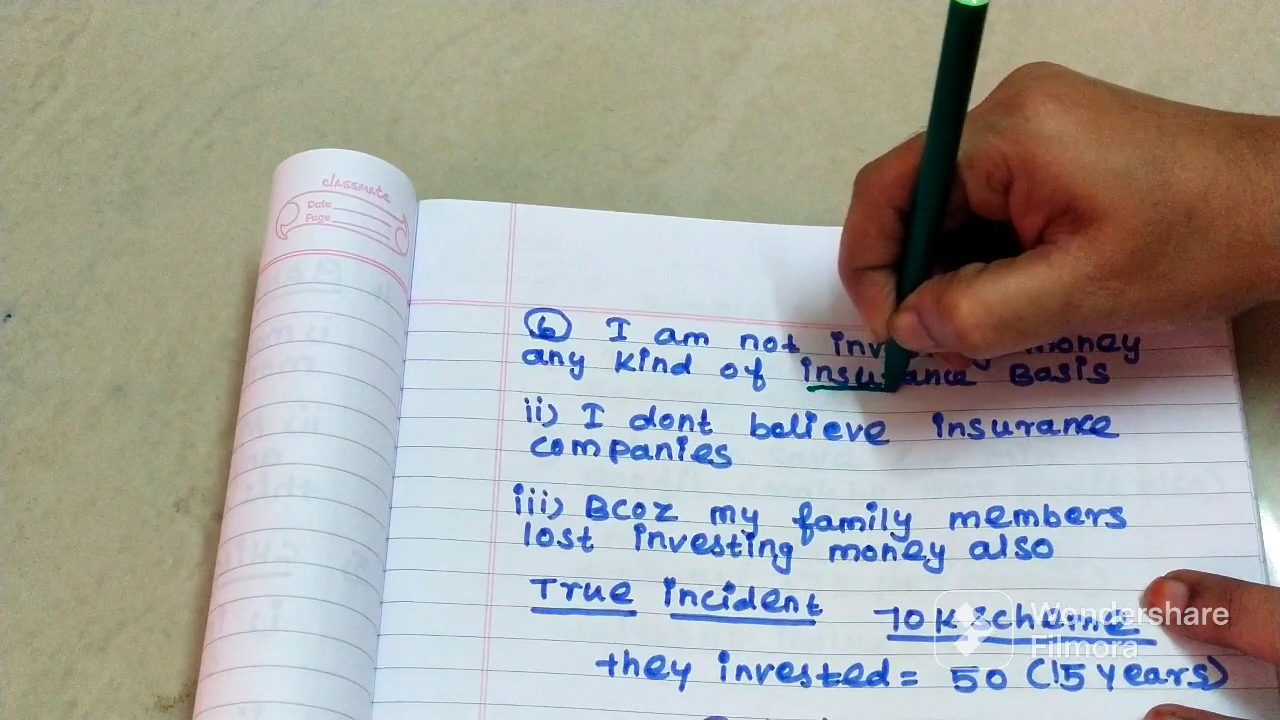 classmate
Date
Page
6 I am not investing money
any kind of insurance Basis
ii) I dont believe insurance
companies
iii) Bcoz my family members
lost investing money also
True incident 70K scheme
they invested = 50 (15 years)
Wondershare
Filmora